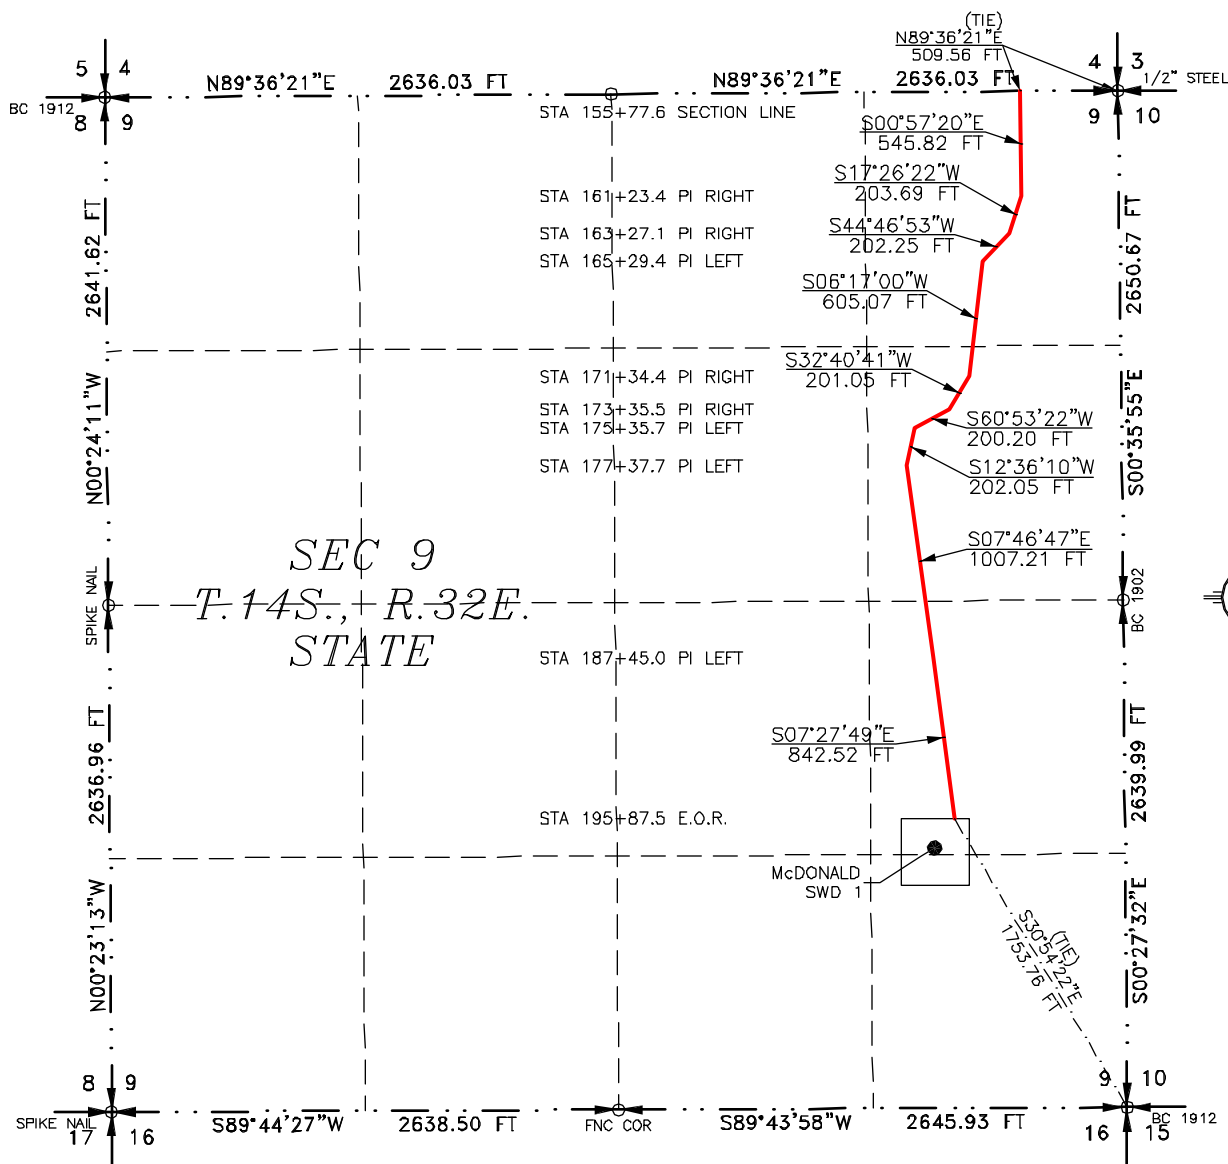 (TIE)
N89°36'21"E
509.56 FT
5 4
4 3
N89°36'21"E 2636.03 FT
N89°36'21"E 2636.03 FT
1/2" STEEL
BC 1912
8 9
9 10
STA 155+77.6 SECTION LINE
S00°57'20"E
545.82 FT
S17°26'22"W
203.69 FT
STA 161+23.4 PI RIGHT
STA 163+27.1 PI RIGHT
S44°46'53"W
202.25 FT
STA 165+29.4 PI LEFT
S06°17'00"W
605.07 FT
2641.62 FT
2650.67 FT
S32°40'41"W
201.05 FT
STA 171+34.4 PI RIGHT
STA 173+35.5 PI RIGHT
STA 175+35.7 PI LEFT
S60°53'22"W
200.20 FT
STA 177+37.7 PI LEFT
S12°36'10"W
202.05 FT
N00°24'11"W
S00°35'55"E
S07°46'47"E
1007.21 FT
SEC 9
T.14S., R.32E.
STATE
SPIKE NAIL
BC 1902
STA 187+45.0 PI LEFT
S07°27'49"E
842.52 FT
2636.96 FT
2639.99 FT
STA 195+87.5 E.O.R.
McDONALD
SWD 1
N00°23'13"W
S00°27'32"E
(TIE)
S30°54'22"E
1753.76 FT
8 9
9 10
SPIKE NAIL
17 16
S89°44'27"W 2638.50 FT
FNC COR
S89°43'58"W 2645.93 FT
BC 1912
16 15